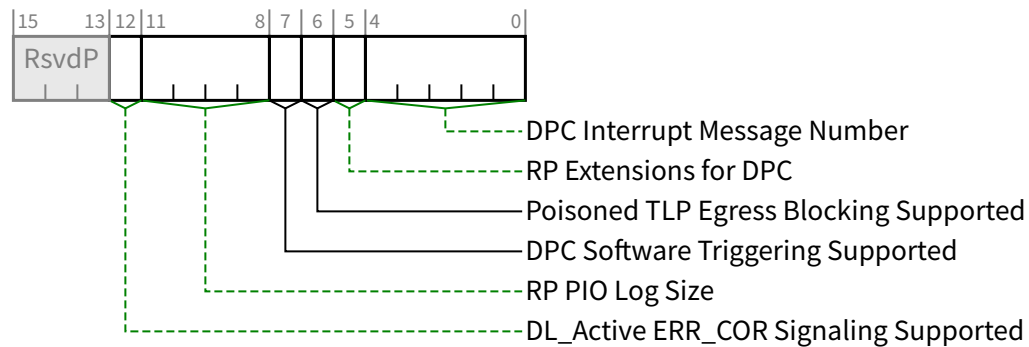 15 13 12 11 8 7 6 5 4 0
RsvdP
DPC Interrupt Message Number
RP Extensions for DPC
Poisoned TLP Egress Blocking Supported
DPC Software Triggering Supported
RP PIO Log Size
DL_Active ERR_COR Signaling Supported